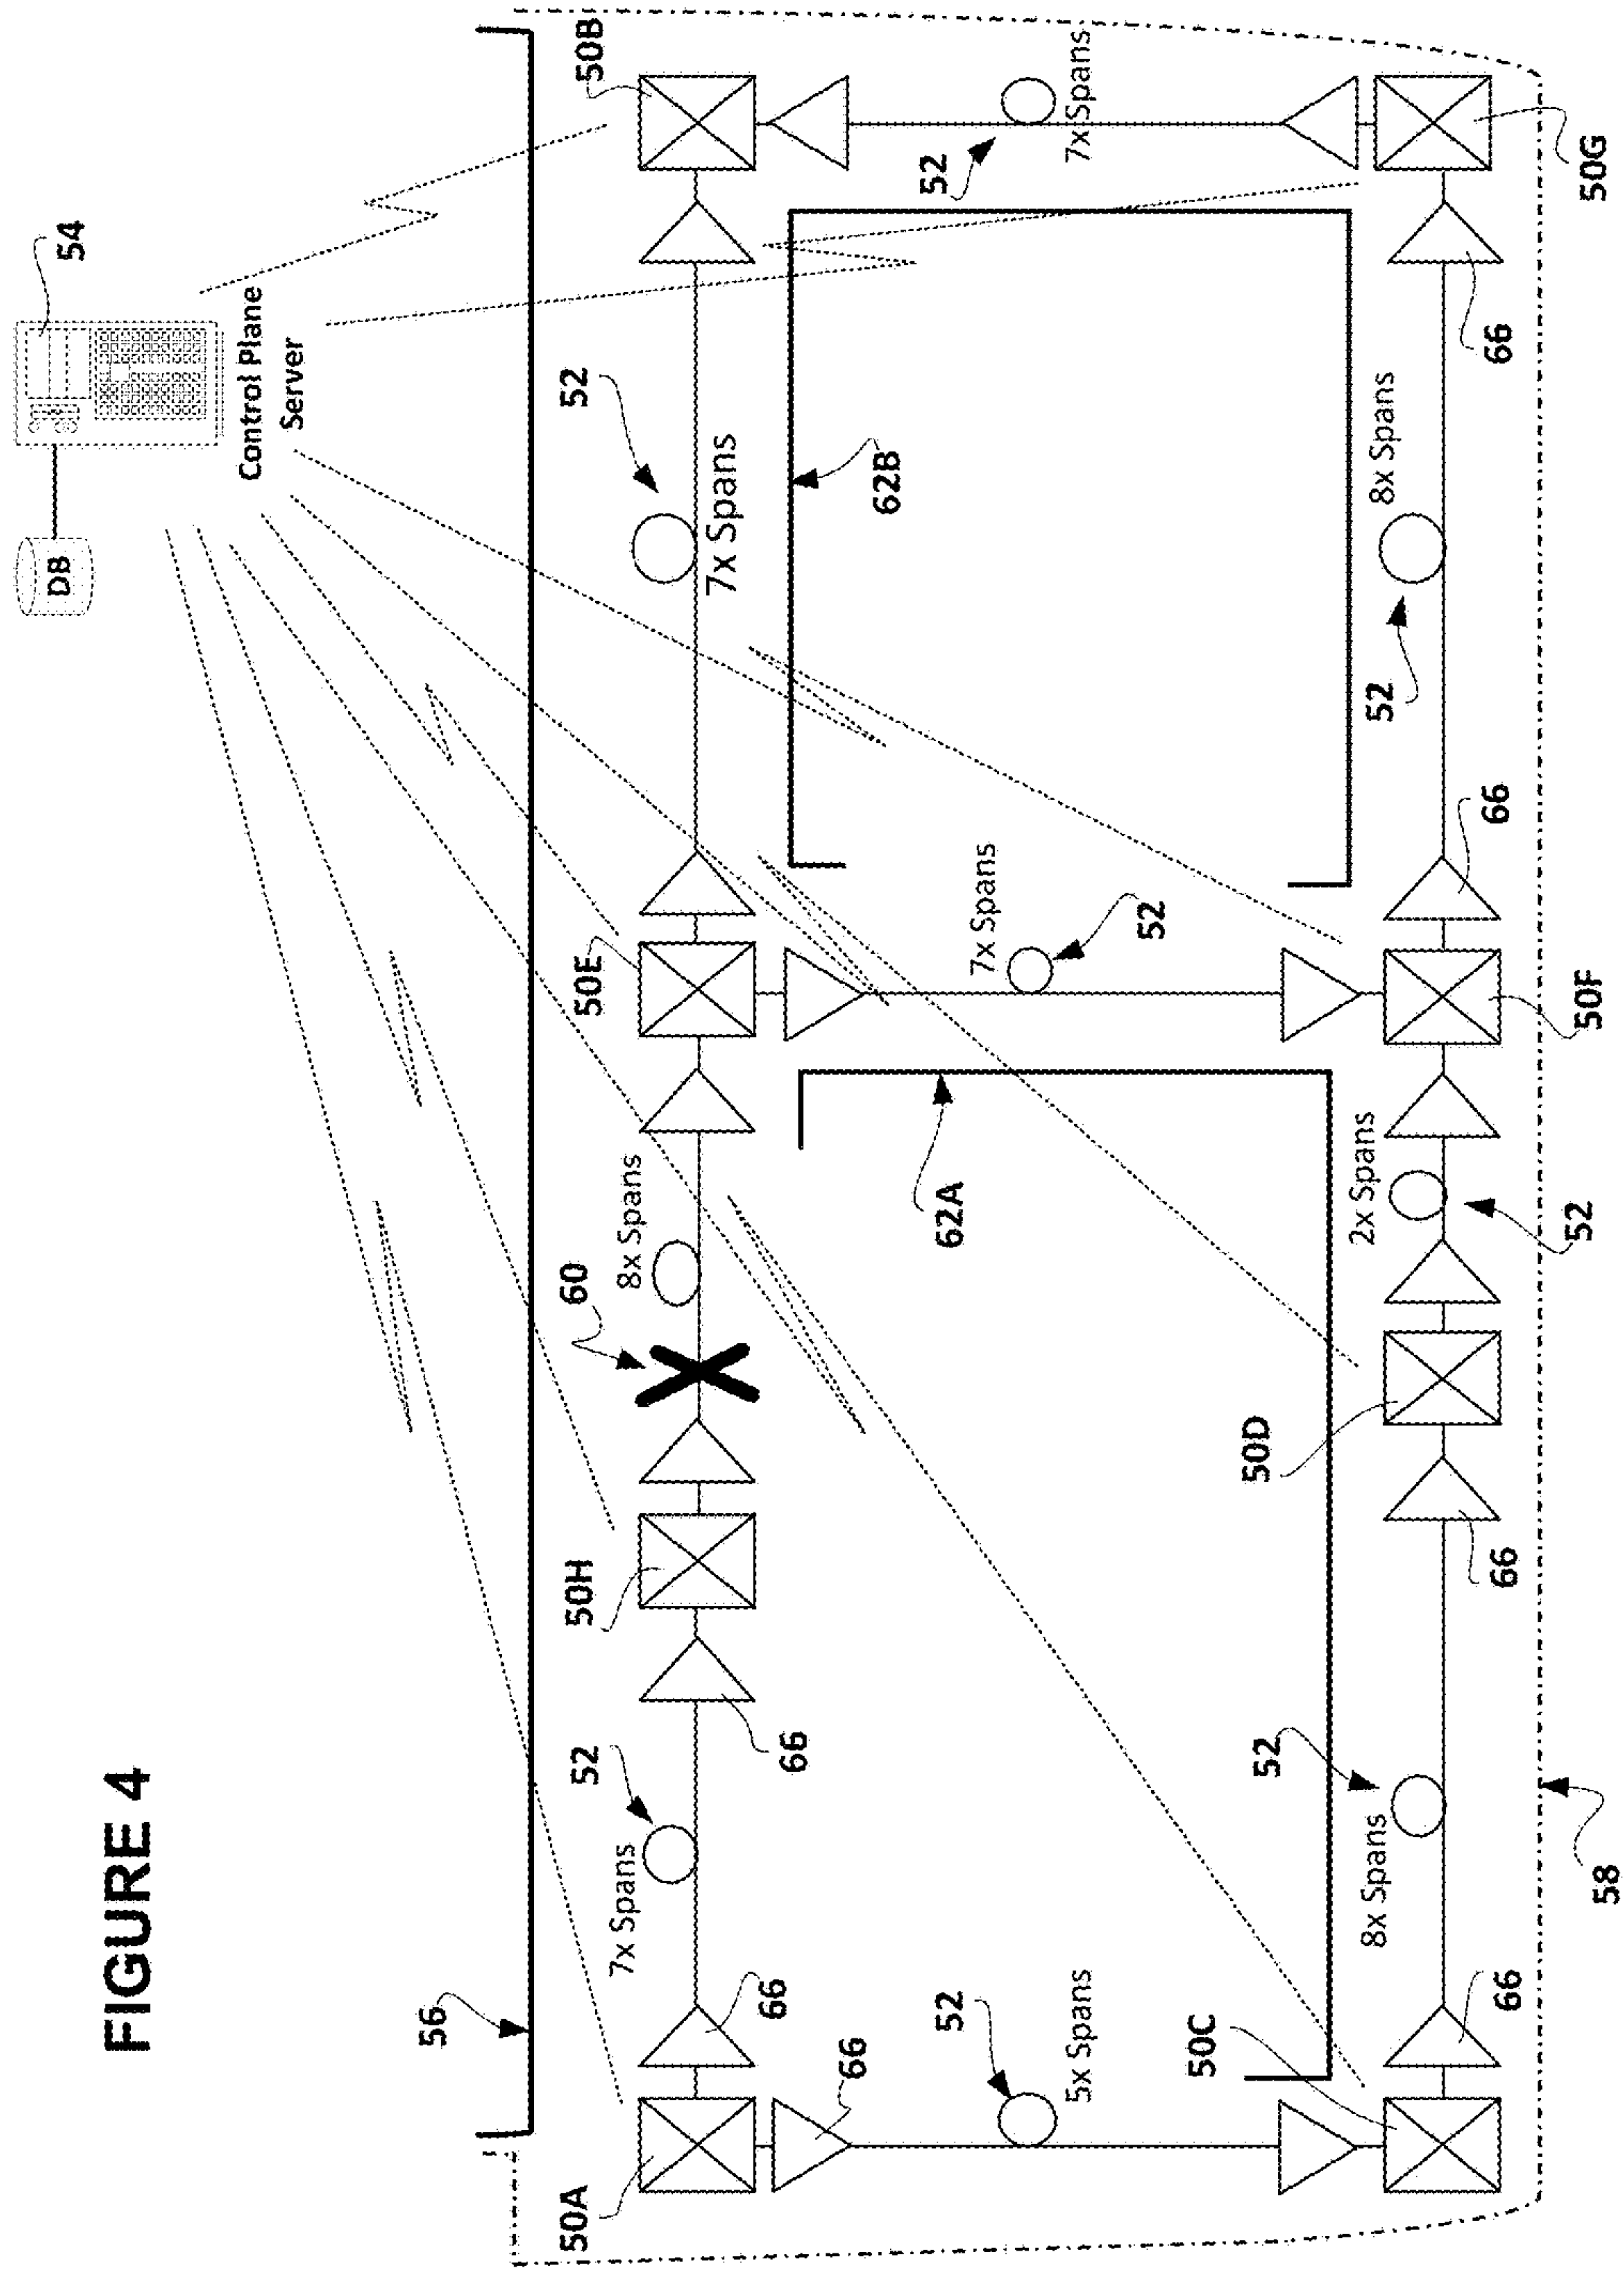 FIGURE 4
54
DB
Control Plane
Server
56
50A
52
7x Spans
66
66
66
50H
60
8x Spans
50E
52
7x Spans
50B
52
5x Spans
62A
7x Spans
52
62B
52
7x Spans
50C
66
52
8x Spans
66
50D
2x Spans
52
50F
66
52
8x Spans
66
50G
58